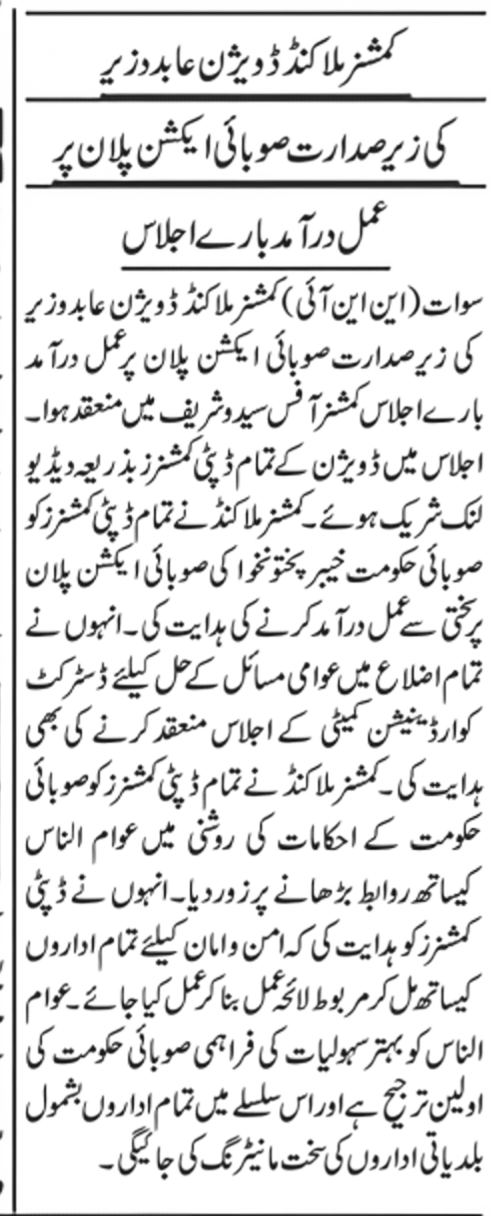 کمشنر ملاکنڈ ڈویژن عابد وزیر
کی زیر صدارت صوبائی ایکشن پلان پر
عمل درآمد بارے اجلاس
سوات (این این آئی) کمشنر ملاکنڈ ڈویژن عابد وزیر
کی زیر صدارت صوبائی ایکشن پلان پر عمل درآمد
بارے اجلاس کمشنر آفس سیدو شریف میں منعقد ہوا۔
اجلاس میں ڈویژن کے تمام ڈپٹی کمشنرز بذریعہ ویڈیو
لنک شریک ہوئے۔ کمشنر ملاکنڈ نے تمام ڈپٹی کمشنرز کو
صوبائی حکومت خیبر پختونخوا کی صوبائی ایکشن پلان
پر سختی سے عمل درآمد کرنے کی ہدایت کی۔ انہوں نے
تمام اضلاع میں عوامی مسائل کے حل کیلئے ڈسٹرکٹ
کوارڈینیشن کمیٹی کے اجلاس منعقد کرنے کی بھی
ہدایت کی۔ کمشنر ملاکنڈ نے تمام ڈپٹی کمشنرز کو صوبائی
حکومت کے احکامات کی روشنی میں عوام الناس
کیساتھ روابط بڑھانے پر زور دیا۔ انہوں نے ڈپٹی
کمشنرز کو ہدایت کی کہ امن و امان کیلئے تمام اداروں
کیساتھ مل کر مربوط لائحہ عمل بنا کر عمل کیا جائے۔ عوام
الناس کو بہتر سہولیات کی فراہمی صوبائی حکومت کی
اولین ترجیح ہے اور اس سلسلے میں تمام اداروں بشمول
بلدیاتی اداروں کی سخت مانیٹرنگ کی جائیگی۔